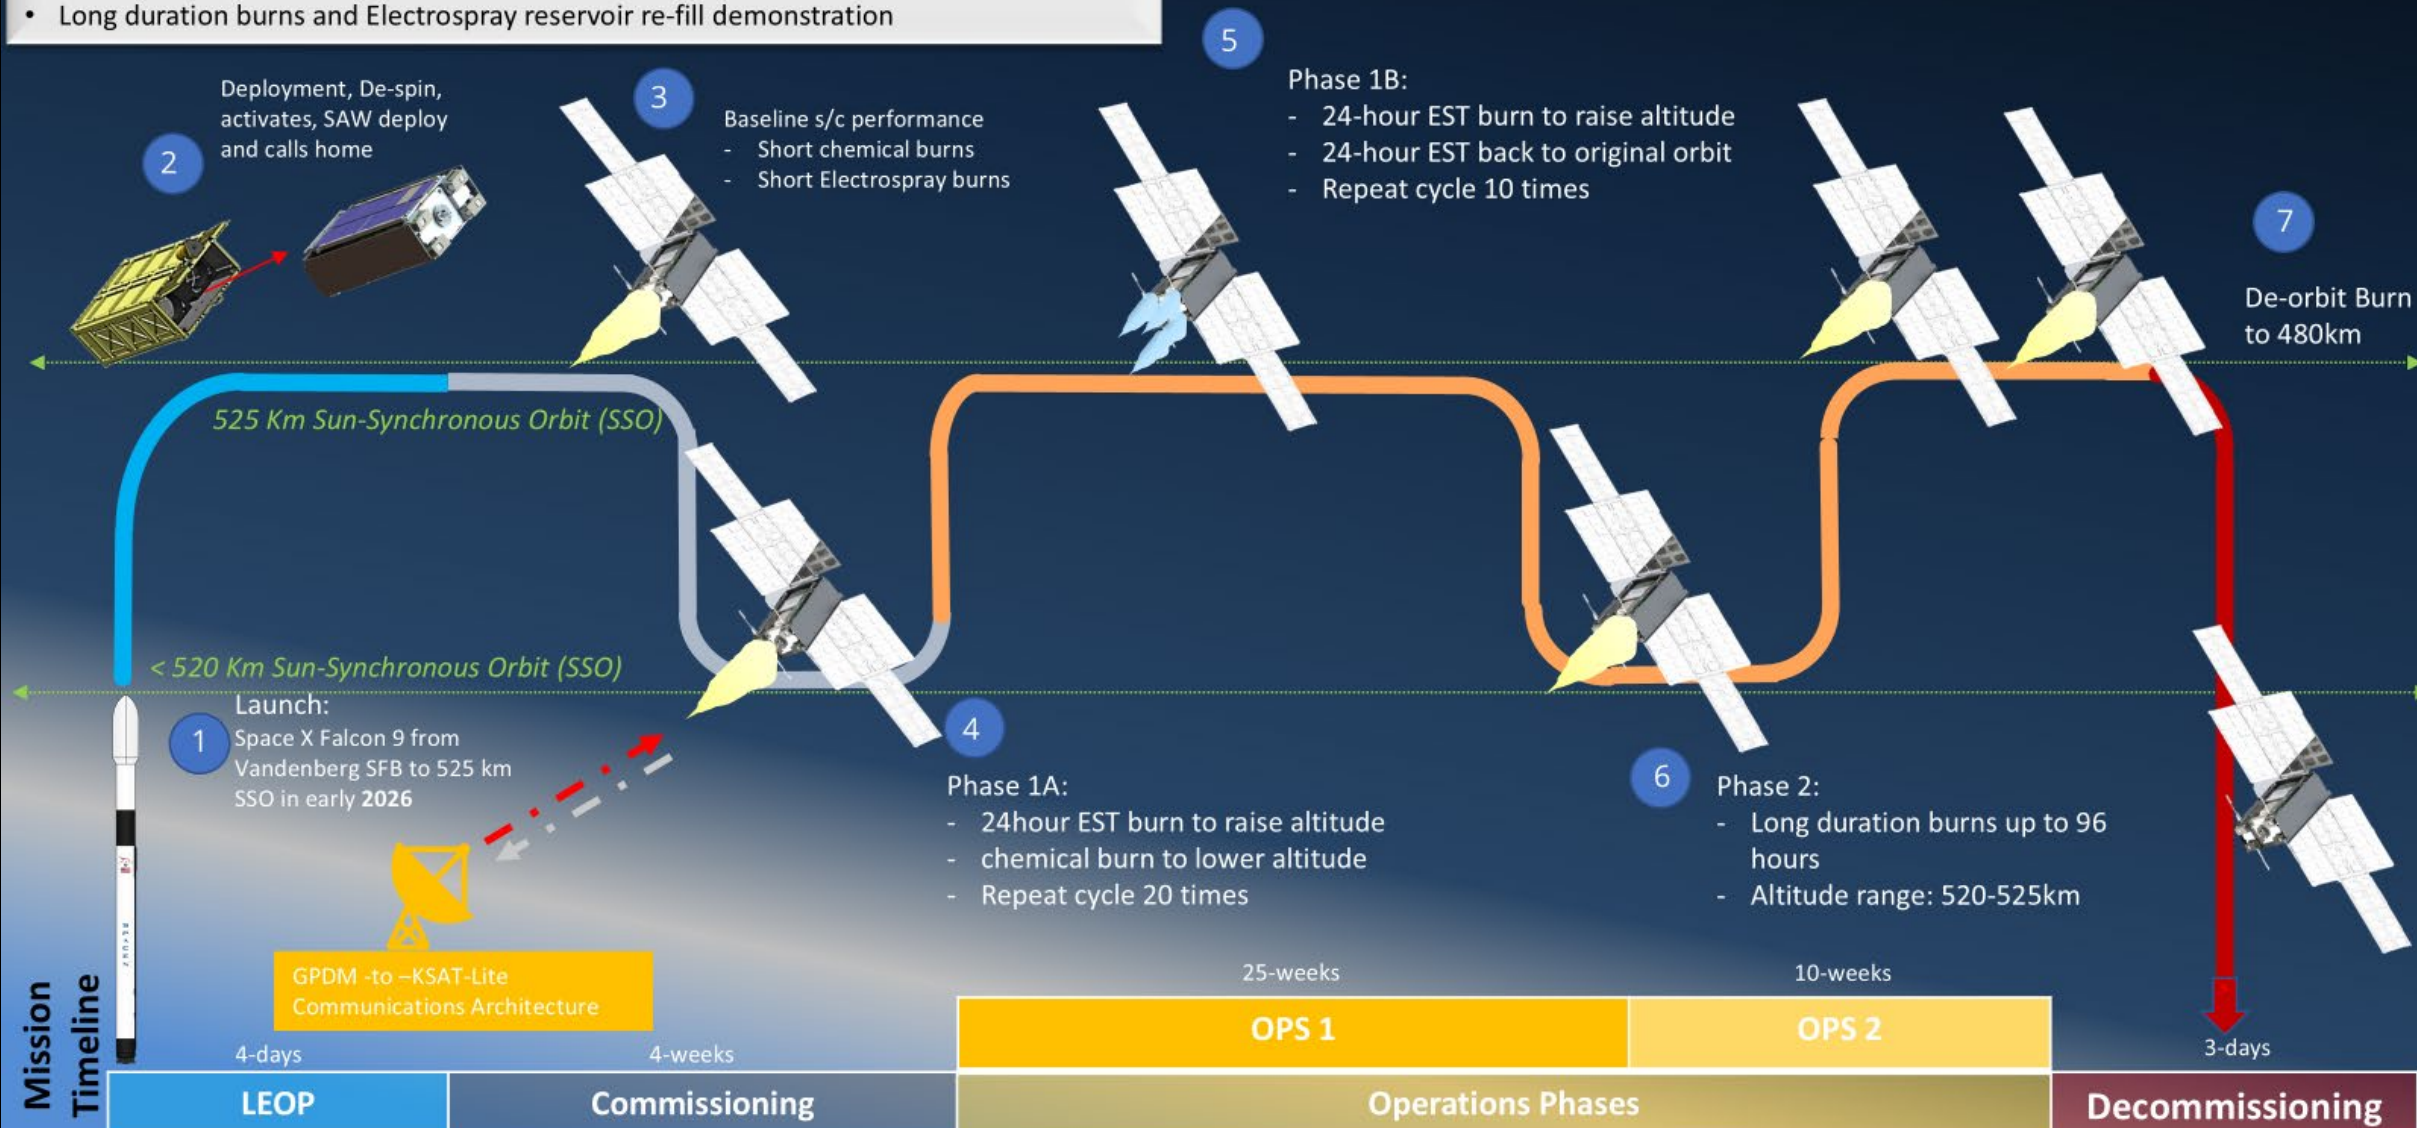 • Long duration burns and Electrospray reservoir re-fill demonstration
2
Deployment, De-spin,
activates, SAW deploy
and calls home
3
Baseline s/c performance
- Short chemical burns
- Short Electrospray burns
5
Phase 1B:
- 24-hour EST burn to raise altitude
- 24-hour EST back to original orbit
- Repeat cycle 10 times
7
De-orbit Burn
to 480km
525 Km Sun-Synchronous Orbit (SSO)
< 520 Km Sun-Synchronous Orbit (SSO)
1
Launch:
Space X Falcon 9 from
Vandenberg SFB to 525 km
SSO in early 2026
4
Phase 1A:
- 24hour EST burn to raise altitude
- chemical burn to lower altitude
- Repeat cycle 20 times
6
Phase 2:
- Long duration burns up to 96
hours
- Altitude range: 520-525km
GPDM -to –KSAT-Lite
Communications Architecture
Mission
Timeline
4-days
4-weeks
25-weeks
10-weeks
3-days
OPS 1
OPS 2
LEOP
Commissioning
Operations Phases
Decommissioning